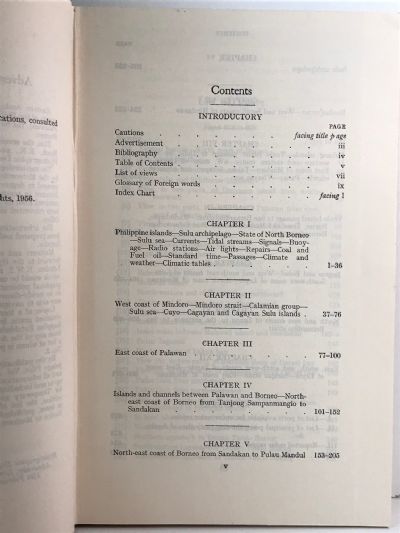 ations, consulted
hts, 1956.
Contents
INTRODUCTORY
PAGE
Cautions . . . . . . . facing title page
Advertisement . . . . . . . iii
Bibliography . . . . . . . iv
Table of Contents . . . . . . . v
List of views . . . . . . . vii
Glossary of Foreign words . . . . . . . ix
Index Chart . . . . . . . facing 1
CHAPTER I
Philippine islands—Sulu archipelago—State of North Borneo
—Sulu sea—Currents—Tidal streams—Signals—Buoy-
age—Radio stations—Air lights—Repairs—Coal and
Fuel oil—Standard time—Passages—Climate and
weather—Climatic tables . . . . . . 1–36
CHAPTER II
West coast of Mindoro—Mindoro strait—Calamian group—
Sulu sea—Cuyo—Cagayan and Cagayan Sulu islands . 37–76
CHAPTER III
East coast of Palawan . . . . . . 77–100
CHAPTER IV
Islands and channels between Palawan and Borneo—North-
east coast of Borneo from Tanjong Sampanmangio to
Sandakan . . . . . . . 101–152
CHAPTER V
North-east coast of Borneo from Sandakan to Pulau Mandul 153–205
v